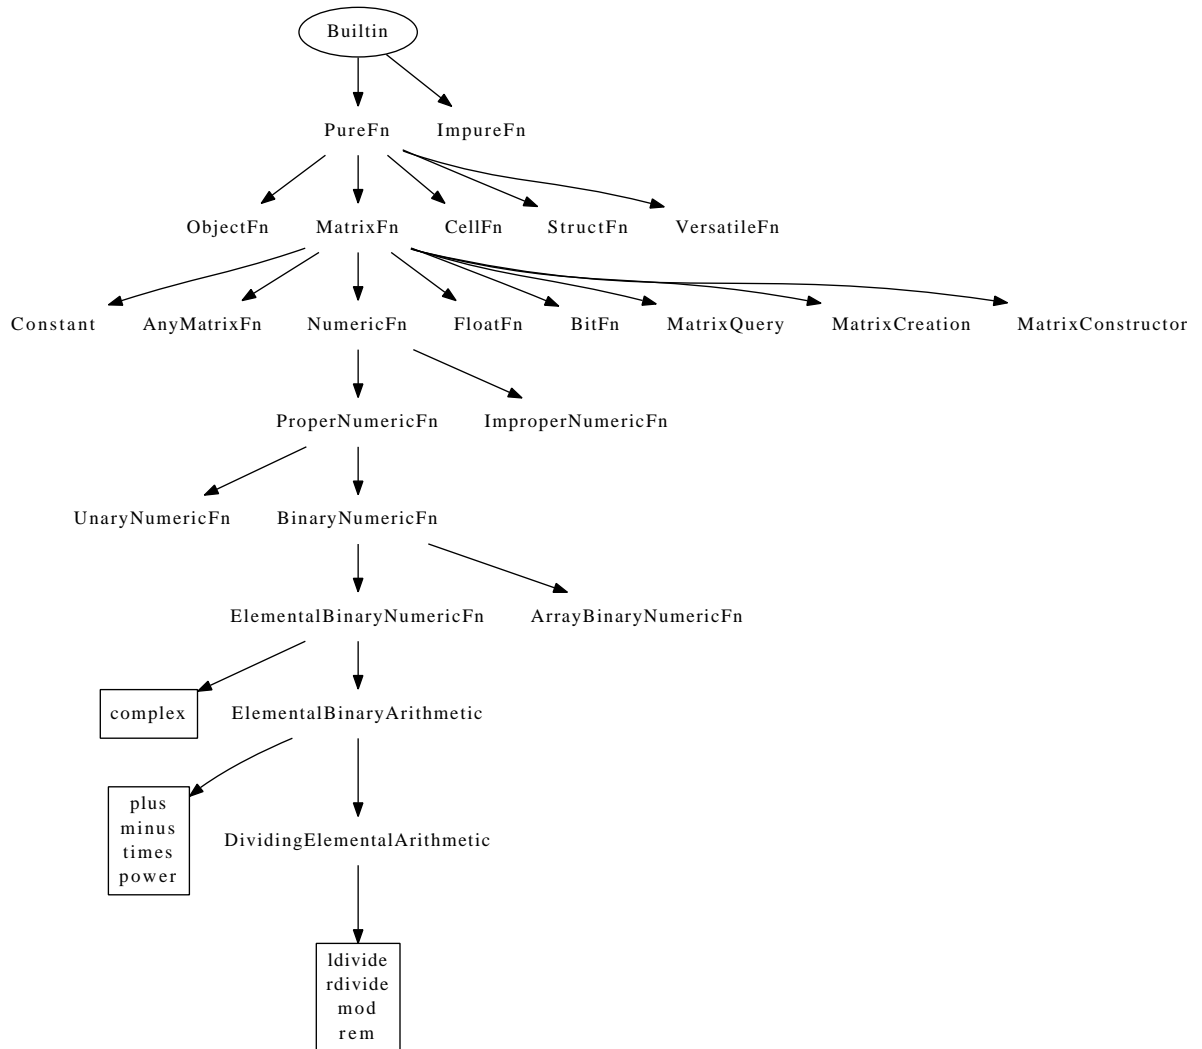 Builtin
PureFn ImpureFn
ObjectFn MatrixFn CellFn StructFn VersatileFn
Constant AnyMatrixFn NumericFn FloatFn BitFn MatrixQuery MatrixCreation MatrixConstructor
ProperNumericFn ImproperNumericFn
UnaryNumericFn BinaryNumericFn
ElementalBinaryNumericFn ArrayBinaryNumericFn
complex ElementalBinaryArithmetic
plus
minus
times
power
DividingElementalArithmetic
ldivide
rdivide
mod
rem